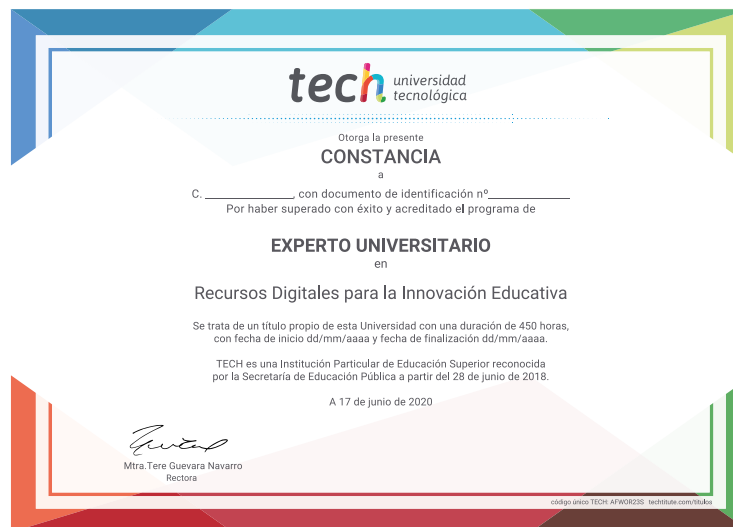 tech universidad
tecnológica
Otorga la presente
CONSTANCIA
a
C. ______________, con documento de identificación nº______________
Por haber superado con éxito y acreditado el programa de
EXPERTO UNIVERSITARIO
en
Recursos Digitales para la Innovación Educativa
Se trata de un título propio de esta Universidad con una duración de 450 horas,
con fecha de inicio dd/mm/aaaa y fecha de finalización dd/mm/aaaa.
TECH es una Institución Particular de Educación Superior reconocida
por la Secretaría de Educación Pública a partir del 28 de junio de 2018.
A 17 de junio de 2020
Mtra.Tere Guevara Navarro
Rectora
código único TECH: AFWOR23S techtitute.com/titulos